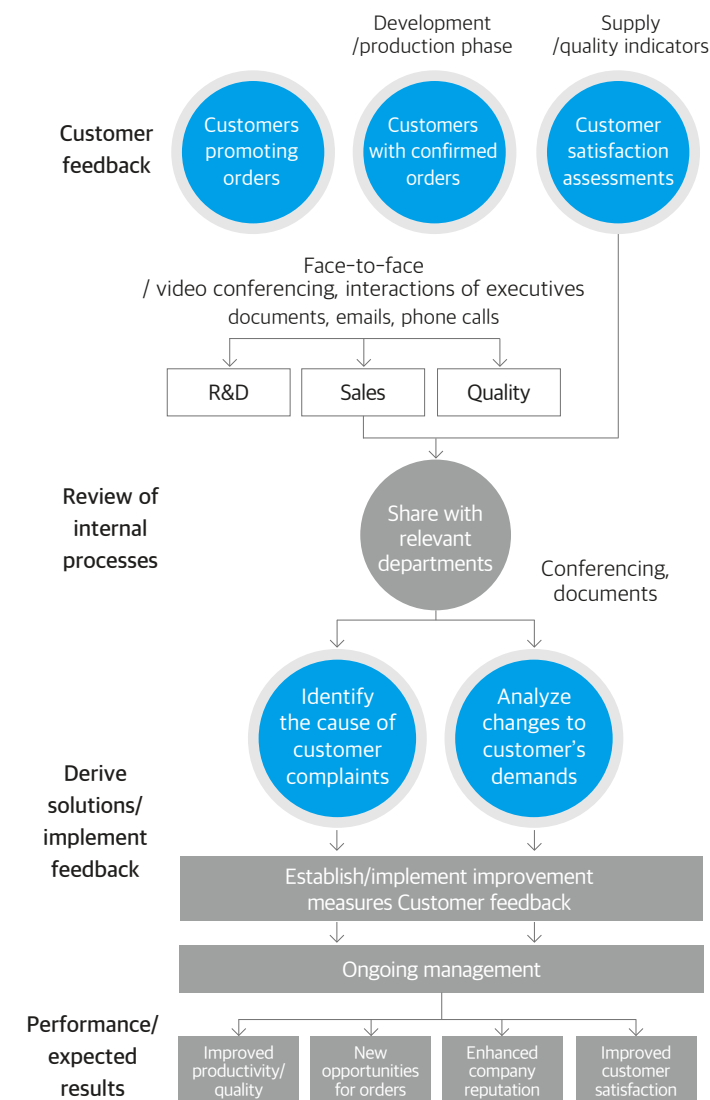 Development
/production phase
Supply
/quality indicators
Customer
feedback
Customers
promoting
orders
Customers
with confirmed
orders
Customer
satisfaction
assessments
Face-to-face
/ video conferencing, interactions of executives
documents, emails, phone calls
R&D
Sales
Quality
Review of
internal
processes
Share with
relevant
departments
Conferencing,
documents
Identify
the cause of
customer
complaints
Analyze
changes to
customer’s
demands
Derive
solutions/
implement
feedback
Establish/implement improvement
measures Customer feedback
Ongoing management
Performance/
expected
results
Improved
productivity/
quality
New
opportunities
for orders
Enhanced
company
reputation
Improved
customer
satisfaction